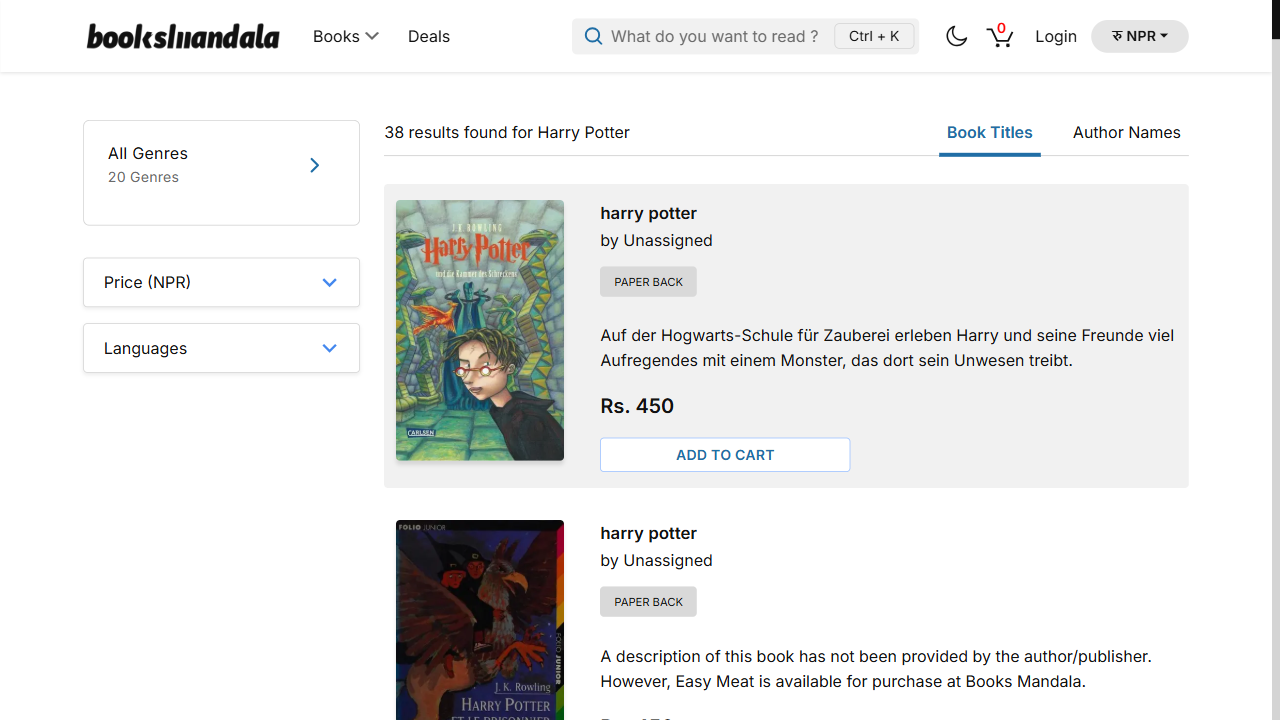 booksmandala
Books
Deals
What do you want to read ?
Ctrl + K
0
Login
रु NPR
All Genres
20 Genres
Price (NPR)
Languages
38 results found for Harry Potter
Book Titles
Author Names
J. K. ROWLING
Harry Potter
und die Kammer des Schreckens
CARLSEN
harry potter
by Unassigned
PAPER BACK
Auf der Hogwarts-Schule für Zauberei erleben Harry und seine Freunde viel
Aufregendes mit einem Monster, das dort sein Unwesen treibt.
Rs. 450
ADD TO CART
FOLIO JUNIOR
FOLIO JUNIOR
J. K. Rowling
HARRY POTTER
ET LE PRISONNIER
harry potter
by Unassigned
PAPER BACK
A description of this book has not been provided by the author/publisher.
However, Easy Meat is available for purchase at Books Mandala.